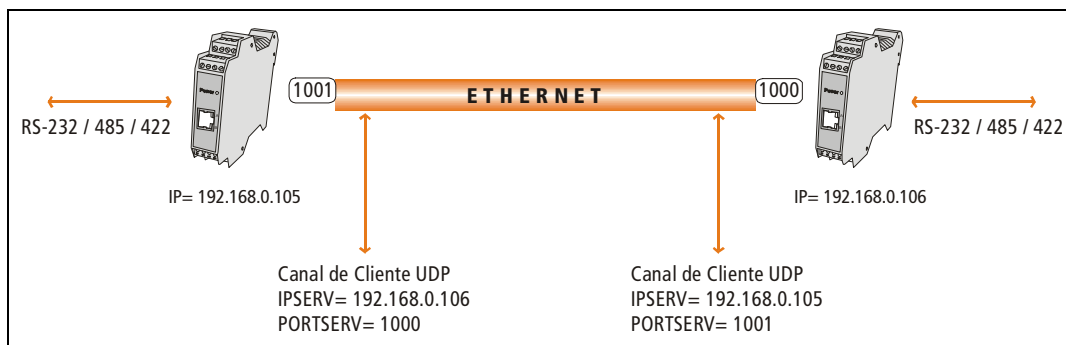 1001
ETHERNET
1000
Power
Power
RS-232 / 485 / 422
RS-232 / 485 / 422
IP= 192.168.0.105
IP= 192.168.0.106
Canal de Cliente UDP
IPSERV= 192.168.0.106
PORTSERV= 1000
Canal de Cliente UDP
IPSERV= 192.168.0.105
PORTSERV= 1001